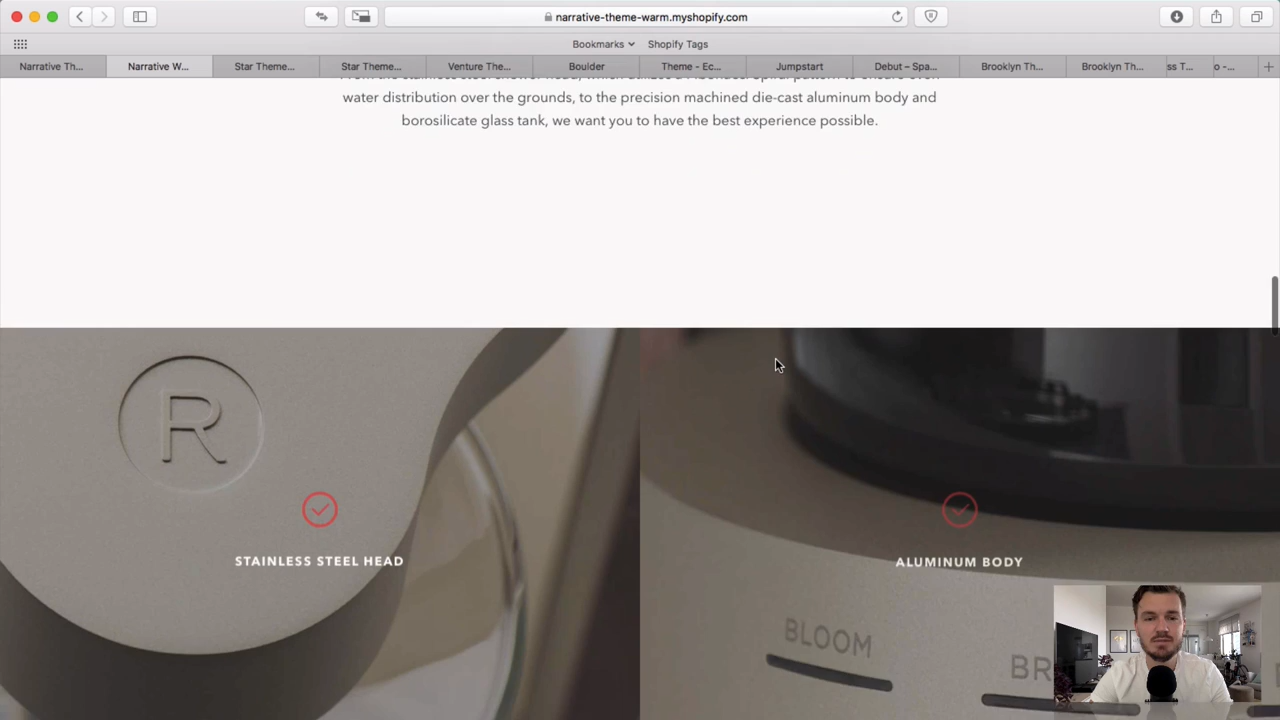 narrative-theme-warm.myshopify.com
Bookmarks
Shopify Tags
Narrative Th...
Narrative W...
Star Theme...
Star Theme...
Venture The...
Theme - Ec...
Boulder
Jumpstart
Debut – Spa...
Brooklyn Th...
Brooklyn Th...
ss T...
o -...
water distribution over the grounds, to the precision machined die-cast aluminum body and
borosilicate glass tank, we want you to have the best experience possible.
R
STAINLESS STEEL HEAD
ALUMINUM BODY
BLOOM
BR